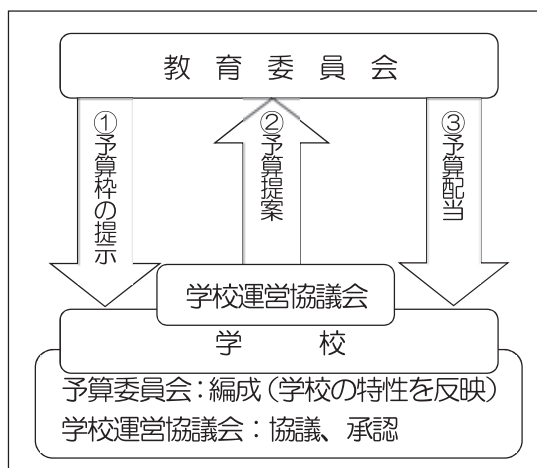 教育委員会
①予算枠の提示
②予算提案
③予算配当
学校運営協議会
学校
予算委員会：編成（学校の特性を反映）
学校運営協議会：協議、承認